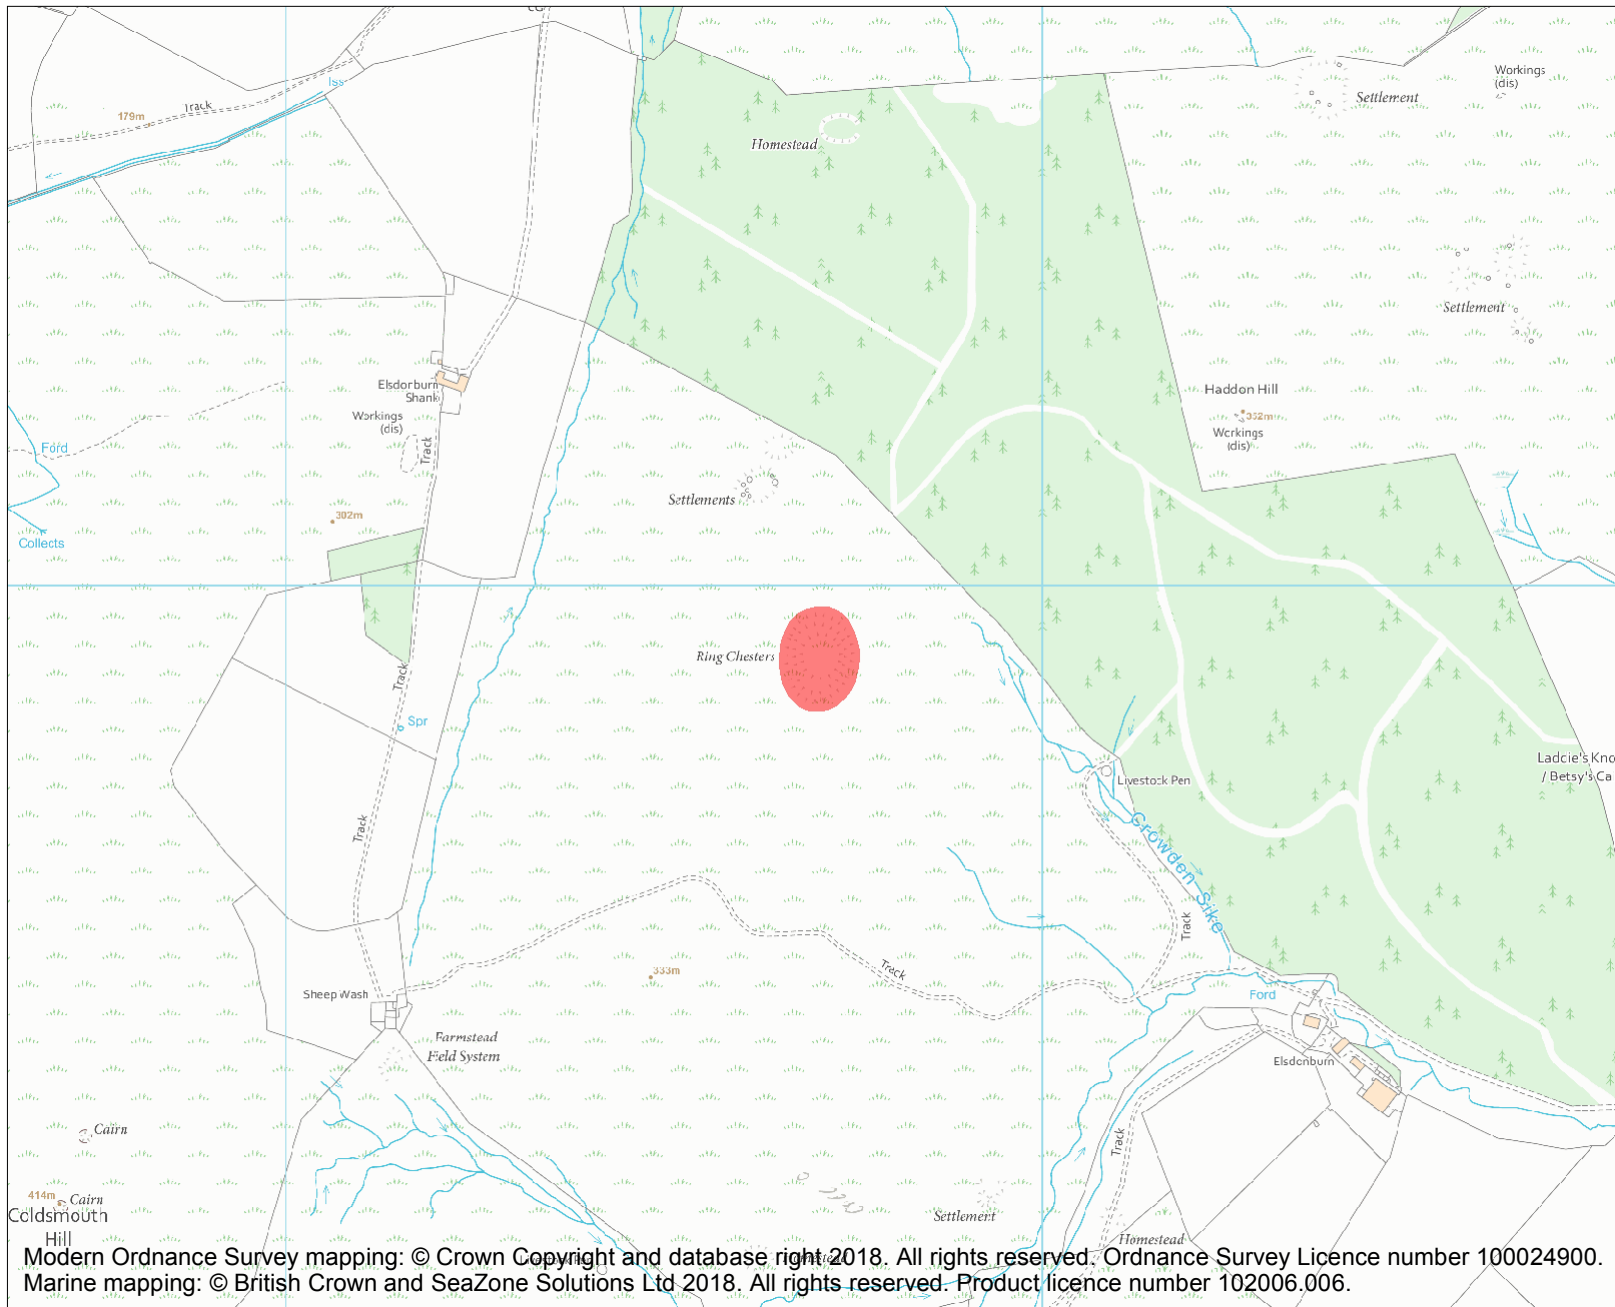 CG
Iss
Track
179m
Workings
(dis)
Settlement
Homestead
Settlement
Elsdorburn
Shank
Workings
(dis)
Track
Haddon Hill
352m
Workings
(dis)
Ford
Settlements
302m
Collects
Ring Chesters
Track
Spr
Livestock Pen
Laddie's Kno
/ Betsy's Ca
Track
Crowden Sike
Track
Track
333m
Sheep Wash
Ford
Farmstead
Field System
Elsdonburn
Cairn
Track
414m
Cairn
Coldsmouth
Hill
Settlement
Homestead
Modern Ordnance Survey mapping: © Crown Copyright and database right 2018. All rights reserved. Ordnance Survey Licence number 100024900.
Marine mapping: © British Crown and SeaZone Solutions Ltd 2018. All rights reserved. Product licence number 102006.006.